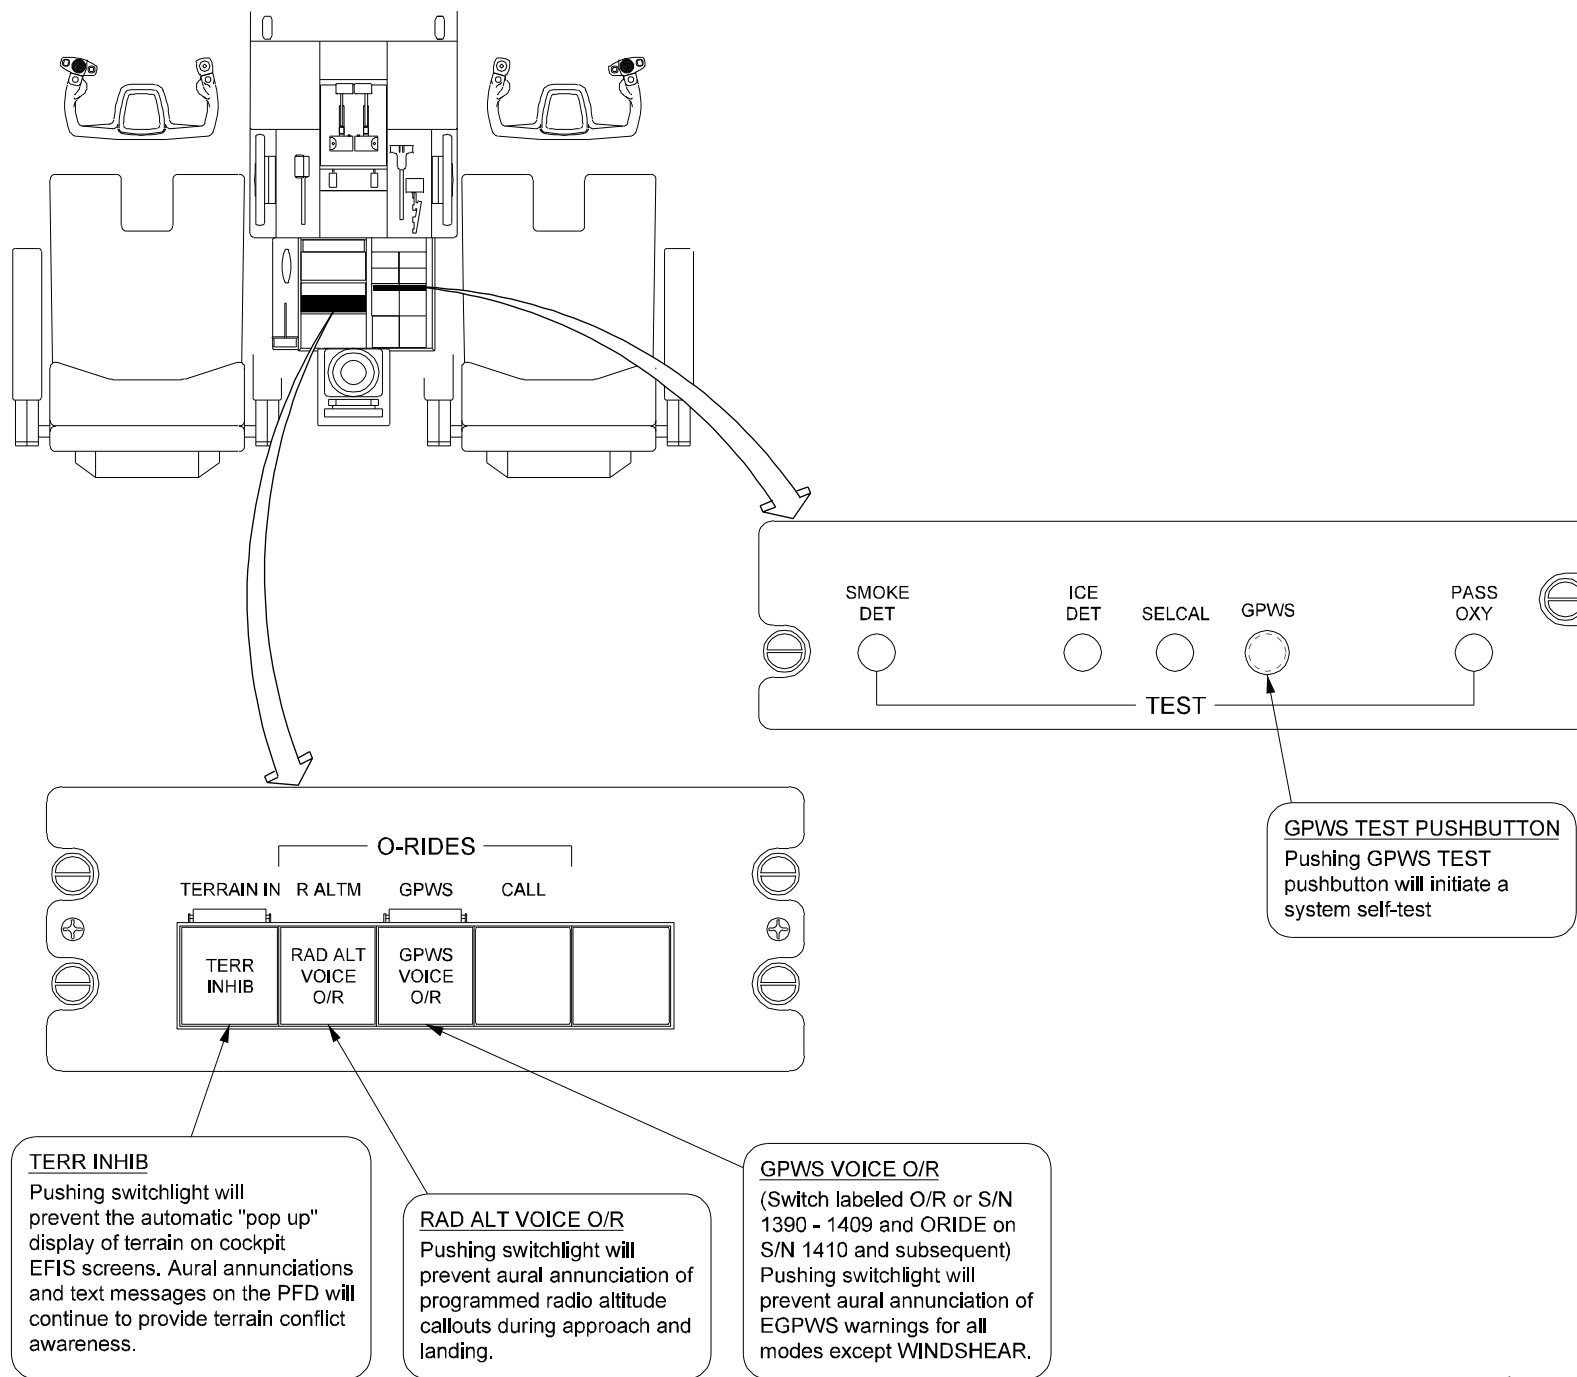 SMOKE
DET
ICE
DET
SELCAL
GPWS
PASS
OXY
TEST
GPWS TEST PUSHBUTTON
Pushing GPWS TEST
pushbutton will initiate a
system self-test
O-RIDES
TERRAIN IN
R ALTM
GPWS
CALL
TERR
INHIB
RAD ALT
VOICE
O/R
GPWS
VOICE
O/R
TERR INHIB
Pushing switchlight will
prevent the automatic "pop up"
display of terrain on cockpit
EFIS screens. Aural annunciations
and text messages on the PFD will
continue to provide terrain conflict
awareness.
RAD ALT VOICE O/R
Pushing switchlight will
prevent aural annunciation of
programmed radio altitude
callouts during approach and
landing.
GPWS VOICE O/R
(Switch labeled O/R or S/N
1390 - 1409 and ORIDE on
S/N 1410 and subsequent)
Pushing switchlight will
prevent aural annunciation of
EGPWS warnings for all
modes except WINDSHEAR.